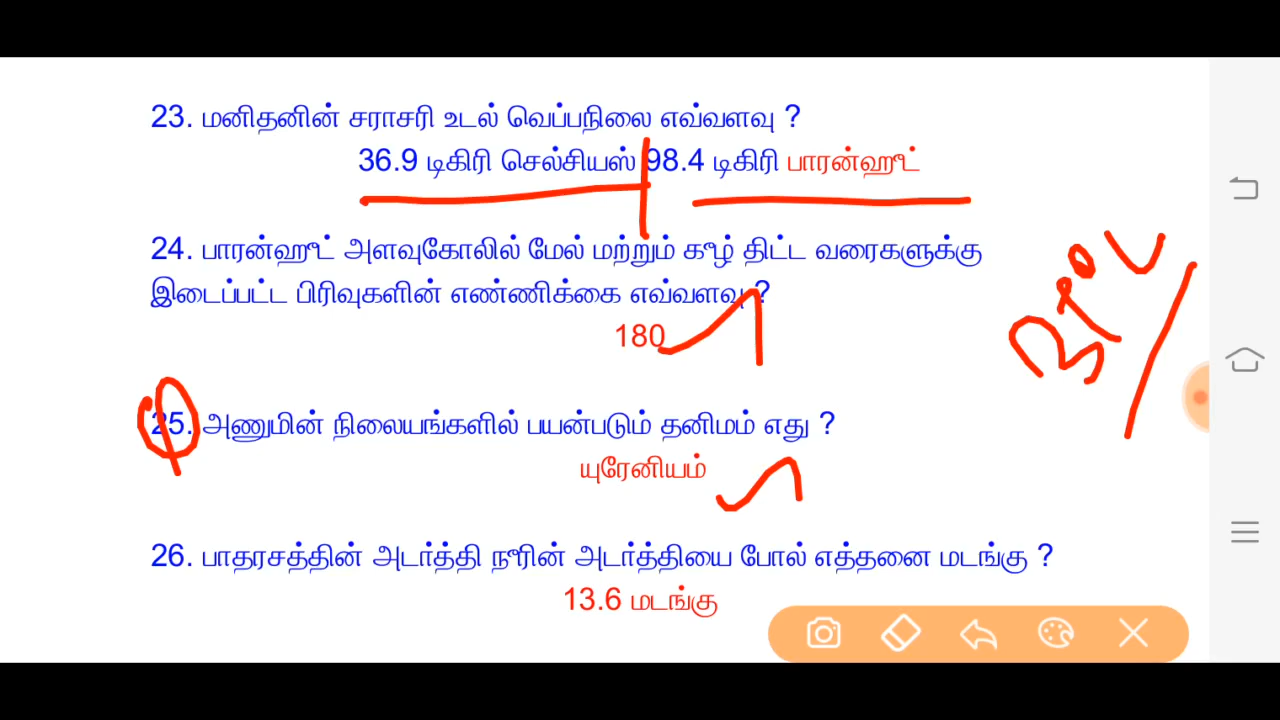 23. மனிதனின் சராசரி உடல் வெப்பநிலை எவ்வளவு ?
36.9 டிகிரி செல்சியஸ் 98.4 டிகிரி பாரன்ஹீட்
24. பாரன்ஹீட் அளவுகோலில் மேல் மற்றும் கீழ் திட்ட வரைகளுக்கு
இடைப்பட்ட பிரிவுகளின் எண்ணிக்கை எவ்வளவு ?
180
25. அணுமின் நிலையங்களில் பயன்படும் தனிமம் எது ?
யுரேனியம்
26. பாதரசத்தின் அடர்த்தி நீரின் அடர்த்தியை போல் எத்தனை மடங்கு ?
13.6 மடங்கு